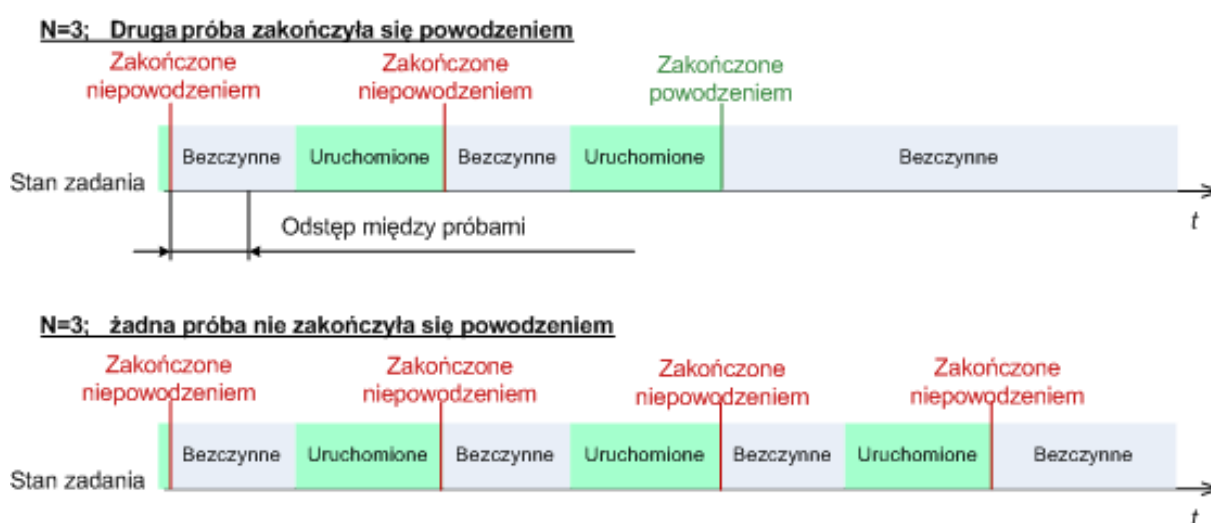 N=3; Druga próba zakończyła się powodzeniem
Zakończone niepowodzeniem
Zakończone niepowodzeniem
Zakończone powodzeniem
Stan zadania
Bezczynne
Uruchomione
Bezczynne
Uruchomione
Bezczynne
t
Odstęp między próbami
N=3; żadna próba nie zakończyła się powodzeniem
Zakończone niepowodzeniem
Zakończone niepowodzeniem
Zakończone niepowodzeniem
Zakończone niepowodzeniem
Stan zadania
Bezczynne
Uruchomione
Bezczynne
Uruchomione
Bezczynne
Uruchomione
Bezczynne
t